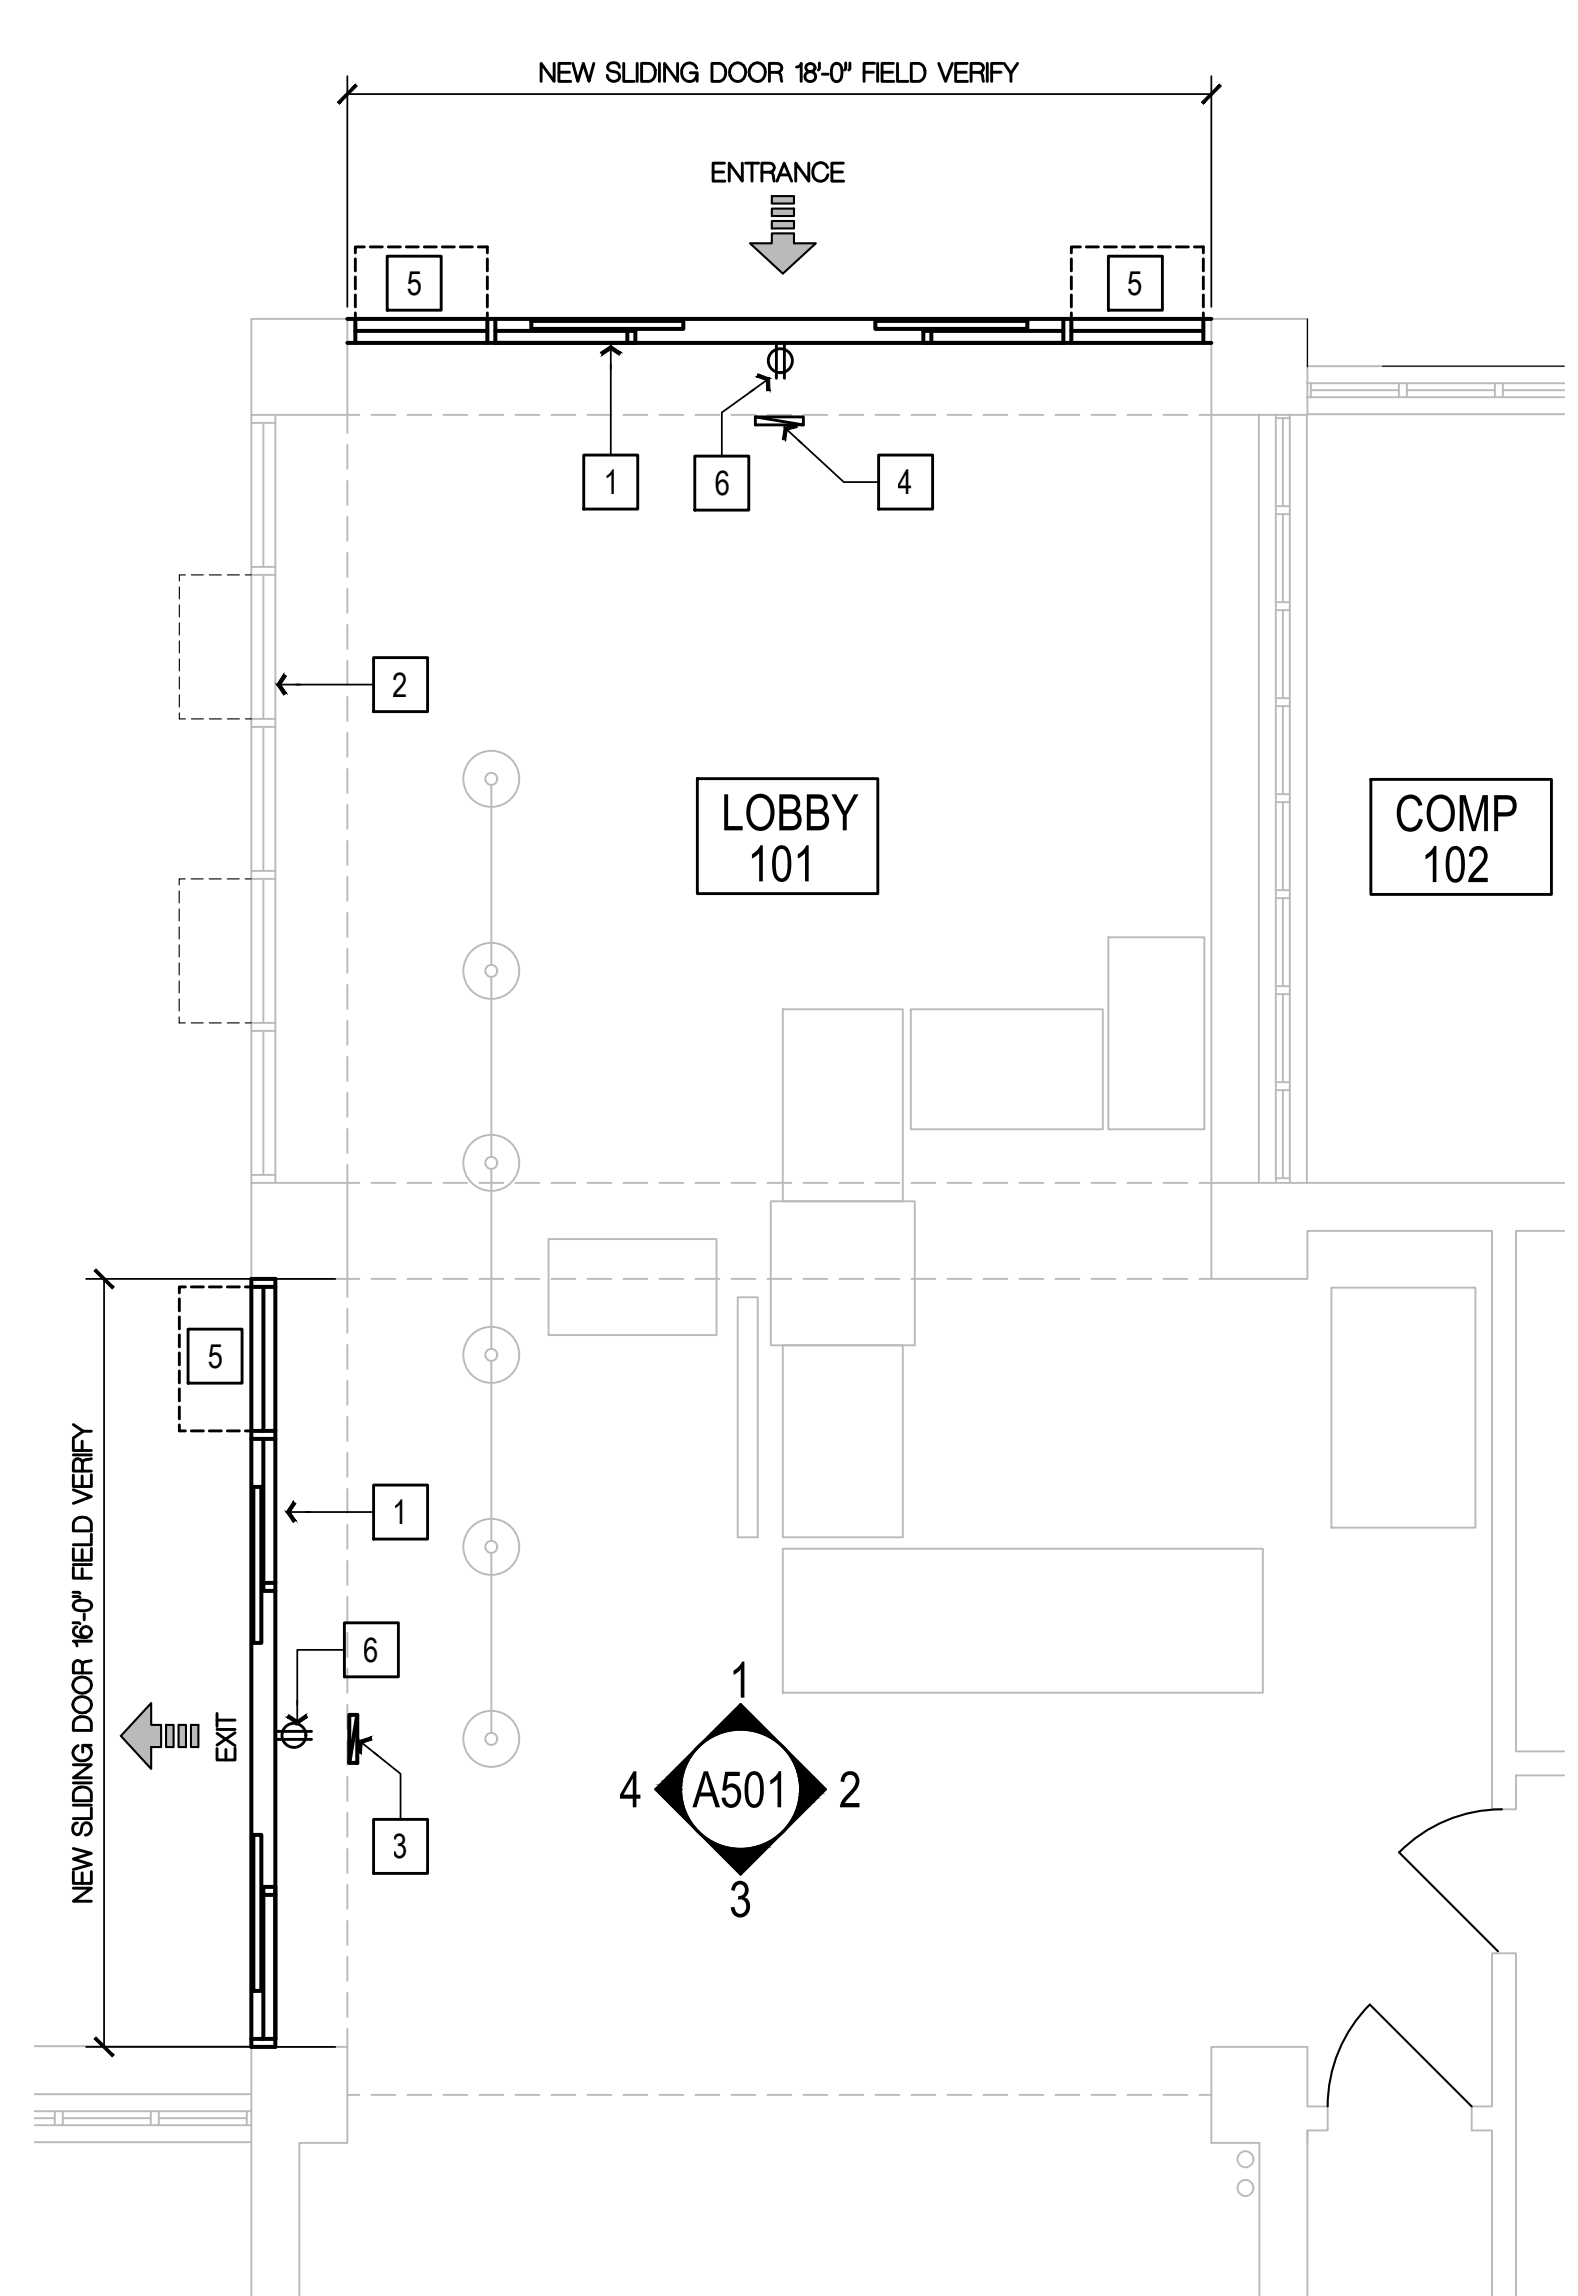 NEW SLIDING DOOR 18'-0" FIELD VERIFY
ENTRANCE
5
5
1
6
4
2
LOBBY
101
COMP
102
5
NEW SLIDING DOOR 16'-0" FIELD VERIFY
1
6
EXIT
3
1
4
A501
2
3